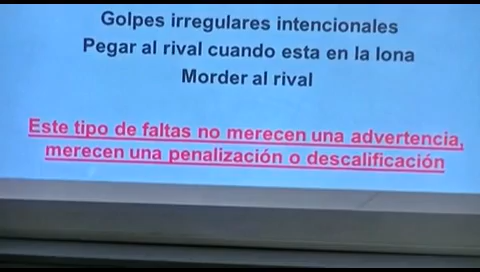 Golpes irregulares intencionales
Pegar al rival cuando esta en la lona
Morder al rival
Este tipo de faltas no merecen una advertencia,
merecen una penalización o descalificación